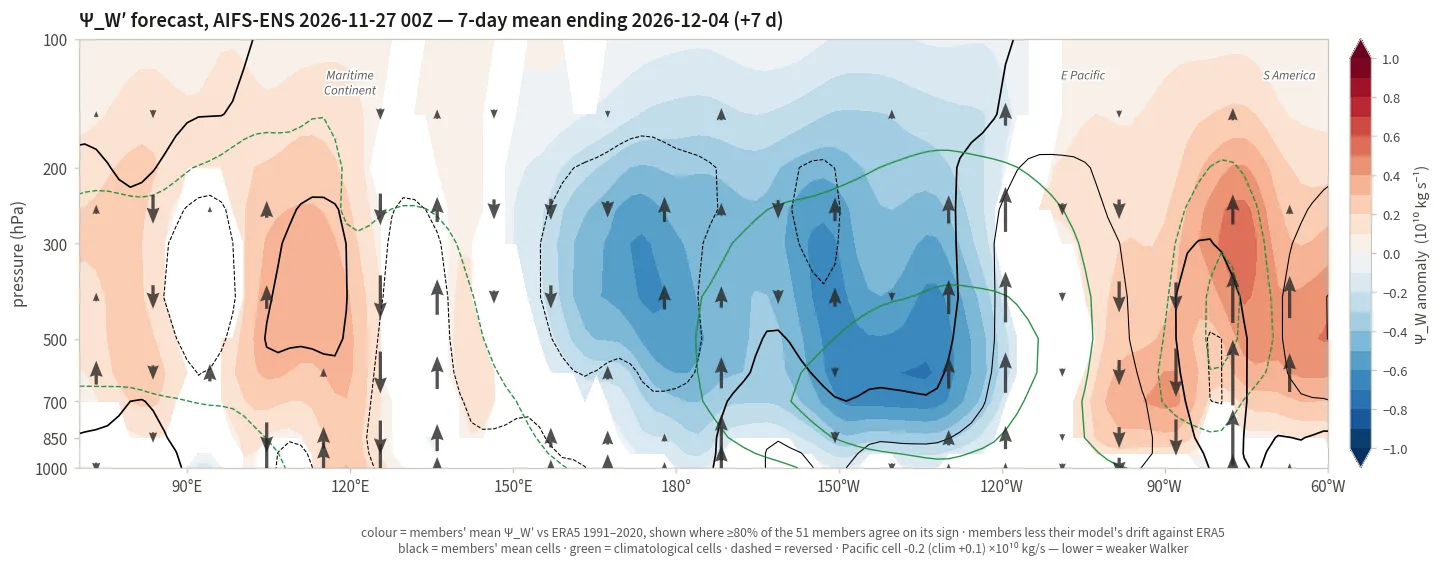 Ψ_W′ forecast, AIFS-ENS 2026-11-27 00Z — 7-day mean ending 2026-12-04 (+7 d)
100
200
300
400
500
700
850
1000
pressure (hPa)
Maritime
Continent
E Pacific
S America
90°E
120°E
150°E
180°
150°W
120°W
90°W
60°W
1.0
0.8
0.6
0.4
0.2
0.0
−0.2
−0.4
−0.6
−0.8
−1.0
Ψ_W anomaly (10¹⁰ kg s⁻¹)
colour = members' mean Ψ_W′ vs ERA5 1991–2020, shown where ≥80% of the 51 members agree on its sign · members less their model's drift against ERA5
black = members' mean cells · green = climatological cells · dashed = reversed · Pacific cell -0.2 (clim +0.1) ×10¹⁰ kg/s — lower = weaker Walker